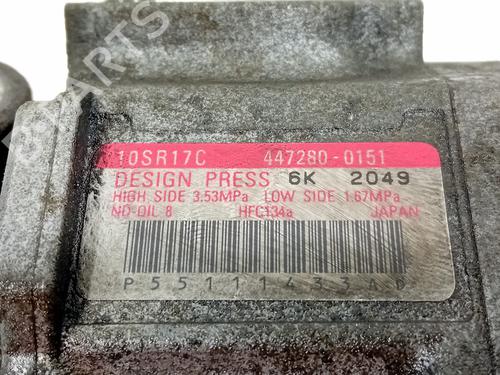 10SR17C 447280-0151
DESIGN PRESS 6K 2049
HIGH SIDE 3.53MPa LOW SIDE 1.67MPa
ND-OIL 8 HFC134a JAPAN
P55111433AD